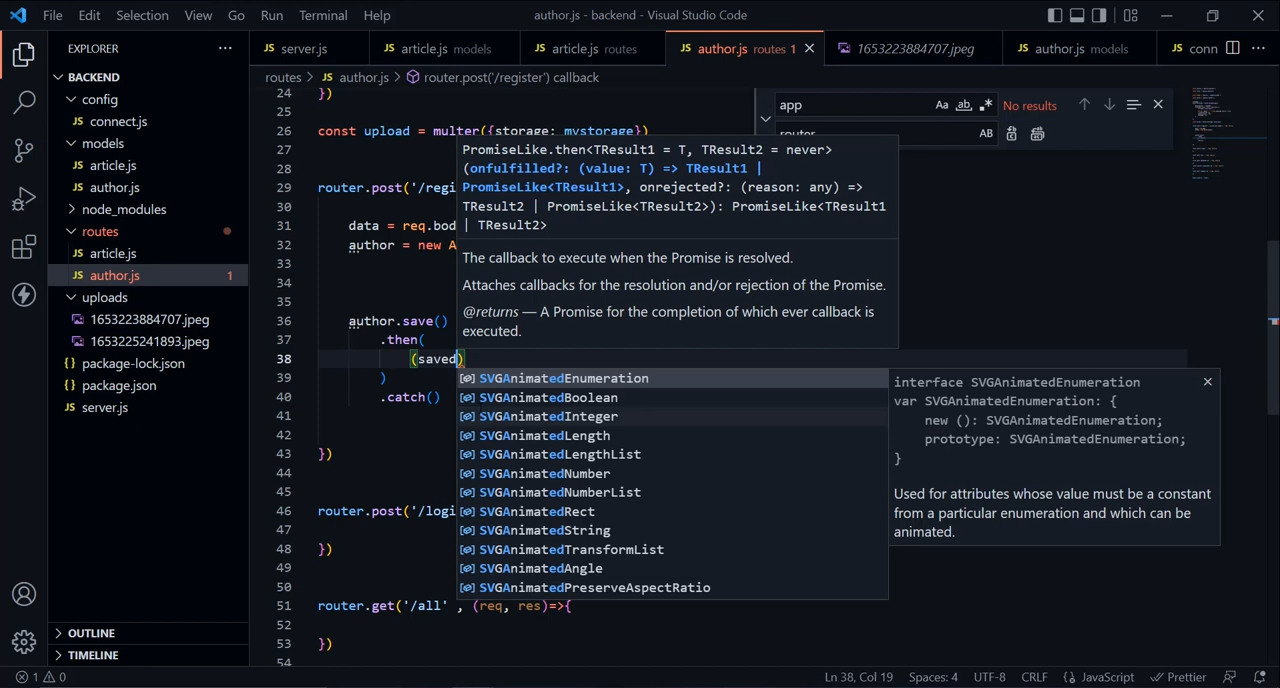 File Edit Selection View Go Run Terminal Help author.js - backend - Visual Studio Code
EXPLORER ···
BACKEND
config
JS connect.js
models
JS article.js
JS author.js
node_modules
routes
JS article.js
JS author.js 1
uploads
1653223884707.jpeg
1653225241893.jpeg
{} package-lock.json
{} package.json
JS server.js
OUTLINE
TIMELINE
JS server.js
JS article.js models
JS article.js routes
JS author.js routes 1
1653223884707.jpeg
JS author.js models
JS conn ···
routes > JS author.js > router.post('/register') callback
app Aa ab No results
router AB
24 })
25
26 const upload = multer({storage: mystorage})
27
28
29 router.post('/regi
30
31 data = req.bod
32 author = new A
33
34
35
36 author.save()
37 .then(
38 (saved)
39 )
40 .catch()
41
42
43 })
44
45
46 router.post('/logi
47
48 })
49
50
51 router.get('/all' , (req, res)=>{
52
53 })
54
PromiseLike.then<TResult1 = T, TResult2 = never>
(onfulfilled?: (value: T) => TResult1 |
PromiseLike<TResult1>, onrejected?: (reason: any) =>
TResult2 | PromiseLike<TResult2>): PromiseLike<TResult1
| TResult2>
The callback to execute when the Promise is resolved.
Attaches callbacks for the resolution and/or rejection of the Promise.
@returns — A Promise for the completion of which ever callback is
executed.
SVGAnimatedEnumeration
SVGAnimatedBoolean
SVGAnimatedInteger
SVGAnimatedLength
SVGAnimatedLengthList
SVGAnimatedNumber
SVGAnimatedNumberList
SVGAnimatedRect
SVGAnimatedString
SVGAnimatedTransformList
SVGAnimatedAngle
SVGAnimatedPreserveAspectRatio
interface SVGAnimatedEnumeration
var SVGAnimatedEnumeration: {
new (): SVGAnimatedEnumeration;
prototype: SVGAnimatedEnumeration;
}
Used for attributes whose value must be a constant
from a particular enumeration and which can be
animated.
1 0 Ln 38, Col 19 Spaces: 4 UTF-8 CRLF {} JavaScript Prettier